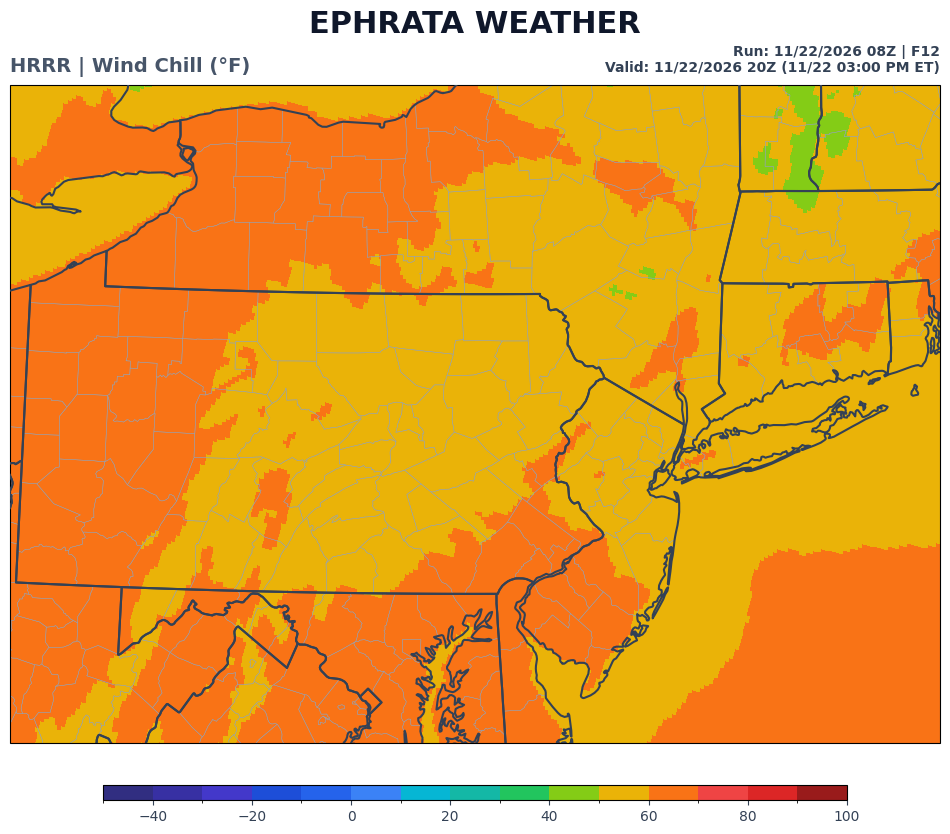 EPHRATA WEATHER
HRRR | Wind Chill (°F)
Run: 11/22/2026 08Z | F12
Valid: 11/22/2026 20Z (11/22 03:00 PM ET)
−40 −20 0 20 40 60 80 100